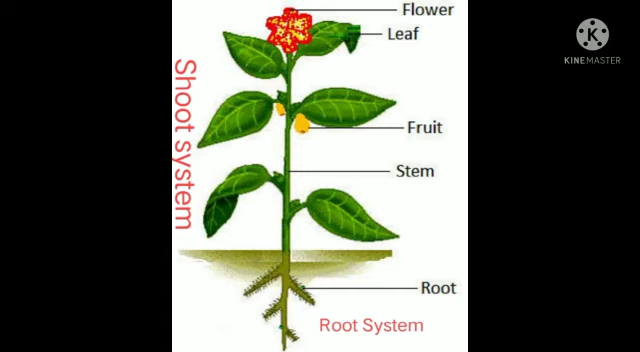 Flower
Leaf
KINEMASTER
Shoot system
Fruit
Stem
Root
Root System